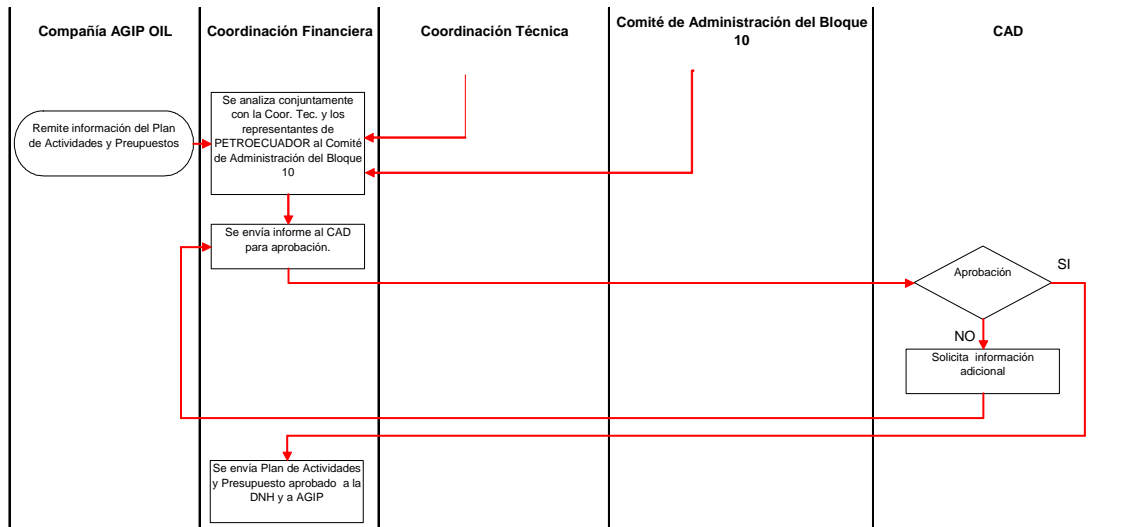 Compañía AGIP OIL
Coordinación Financiera
Coordinación Técnica
Comité de Administración del Bloque
10
CAD
Remite información del Plan
de Actividades y Preupuestos
Se analiza conjuntamente
con la Coor. Tec. y los
representantes de
PETROECUADOR al Comité
de Administración del Bloque
10
Se envía informe al CAD
para aprobación.
Aprobación
SI
NO
Solicita información
adicional
Se envía Plan de Actividades
y Presupuesto aprobado a la
DNH y a AGIP